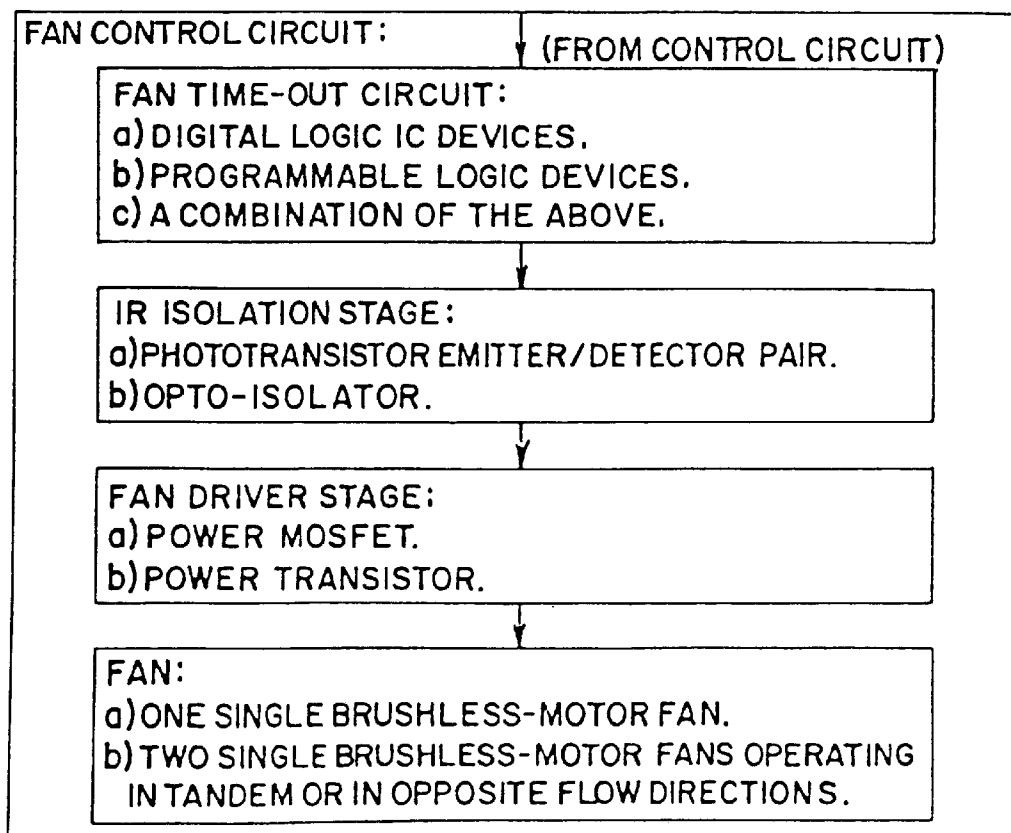 FAN CONTROL CIRCUIT:
(FROM CONTROL CIRCUIT)
FAN TIME-OUT CIRCUIT:
a) DIGITAL LOGIC IC DEVICES.
b) PROGRAMMABLE LOGIC DEVICES.
c) A COMBINATION OF THE ABOVE.
IR ISOLATION STAGE:
a) PHOTOTRANSISTOR EMITTER/DETECTOR PAIR.
b) OPTO-ISOLATOR.
FAN DRIVER STAGE:
a) POWER MOSFET.
b) POWER TRANSISTOR.
FAN:
a) ONE SINGLE BRUSHLESS-MOTOR FAN.
b) TWO SINGLE BRUSHLESS-MOTOR FANS OPERATING
IN TANDEM OR IN OPPOSITE FLOW DIRECTIONS.